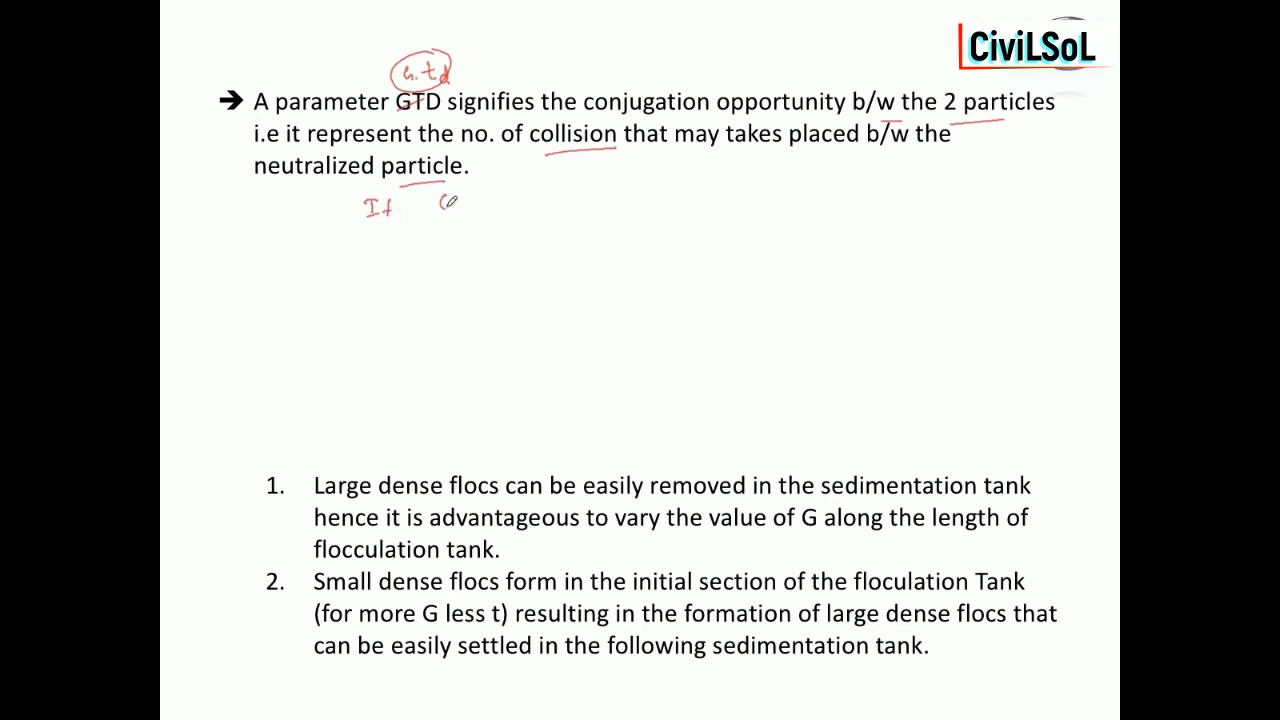 CiviLSoL
G.td
➔ A parameter GTD signifies the conjugation opportunity b/w the 2 particles
i.e it represent the no. of collision that may takes placed b/w the
neutralized particle.
If
1. Large dense flocs can be easily removed in the sedimentation tank
hence it is advantageous to vary the value of G along the length of
flocculation tank.
2. Small dense flocs form in the initial section of the floculation Tank
(for more G less t) resulting in the formation of large dense flocs that
can be easily settled in the following sedimentation tank.